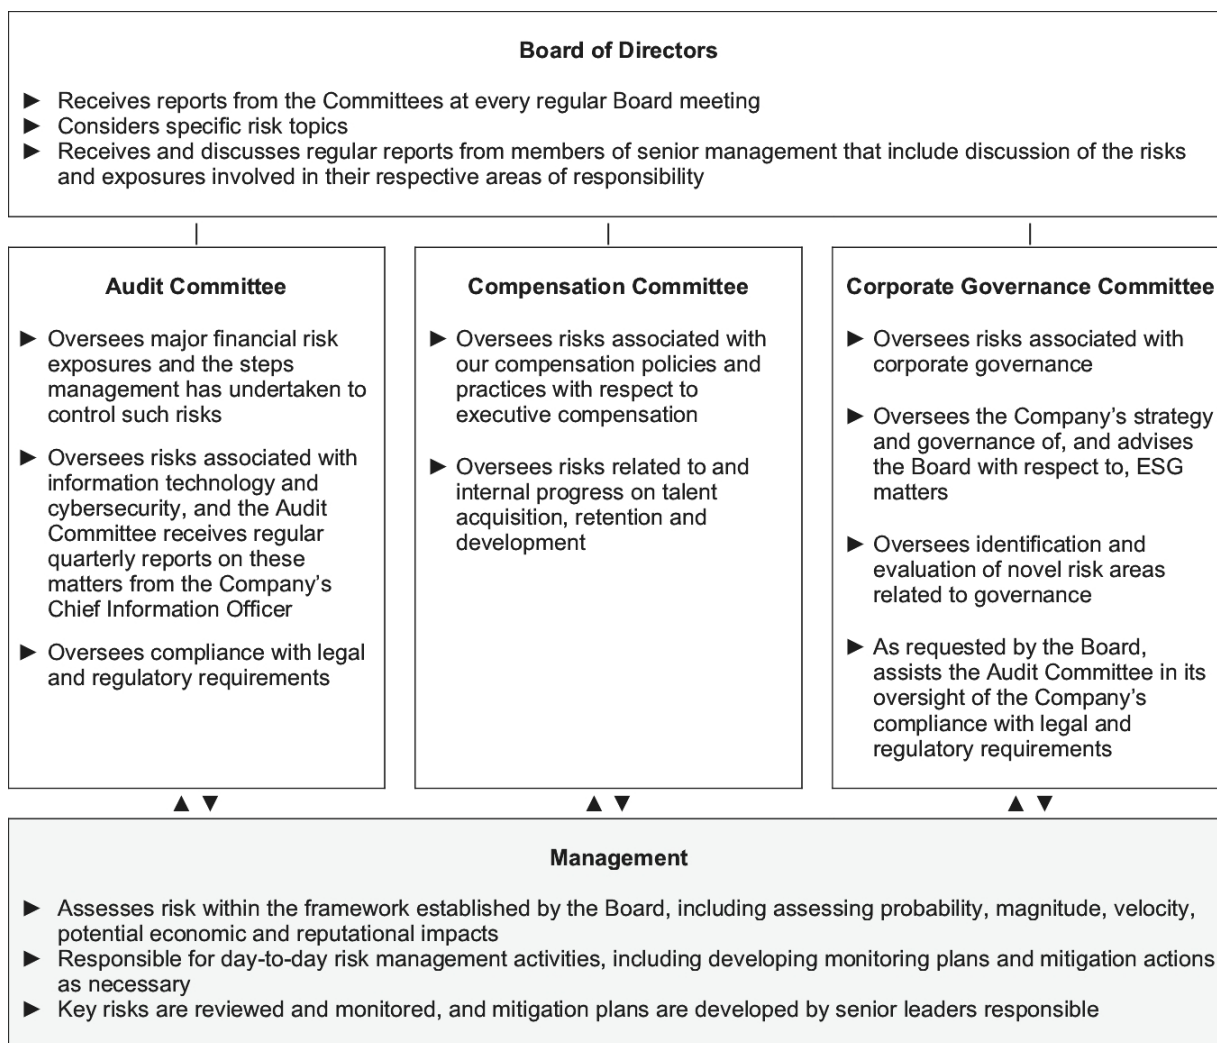 Board of Directors
► Receives reports from the Committees at every regular Board meeting
► Considers specific risk topics
► Receives and discusses regular reports from members of senior management that include discussion of the risks
and exposures involved in their respective areas of responsibility
Audit Committee
► Oversees major financial risk
exposures and the steps
management has undertaken to
control such risks
► Oversees risks associated with
information technology and
cybersecurity, and the Audit
Committee receives regular
quarterly reports on these
matters from the Company's
Chief Information Officer
► Oversees compliance with legal
and regulatory requirements
Compensation Committee
► Oversees risks associated with
our compensation policies and
practices with respect to
executive compensation
► Oversees risks related to and
internal progress on talent
acquisition, retention and
development
Corporate Governance Committee
► Oversees risks associated with
corporate governance
► Oversees the Company's strategy
and governance of, and advises
the Board with respect to, ESG
matters
► Oversees identification and
evaluation of novel risk areas
related to governance
► As requested by the Board,
assists the Audit Committee in its
oversight of the Company's
compliance with legal and
regulatory requirements
▲ ▼ ▲ ▼ ▲ ▼
Management
► Assesses risk within the framework established by the Board, including assessing probability, magnitude, velocity,
potential economic and reputational impacts
► Responsible for day-to-day risk management activities, including developing monitoring plans and mitigation actions
as necessary
► Key risks are reviewed and monitored, and mitigation plans are developed by senior leaders responsible